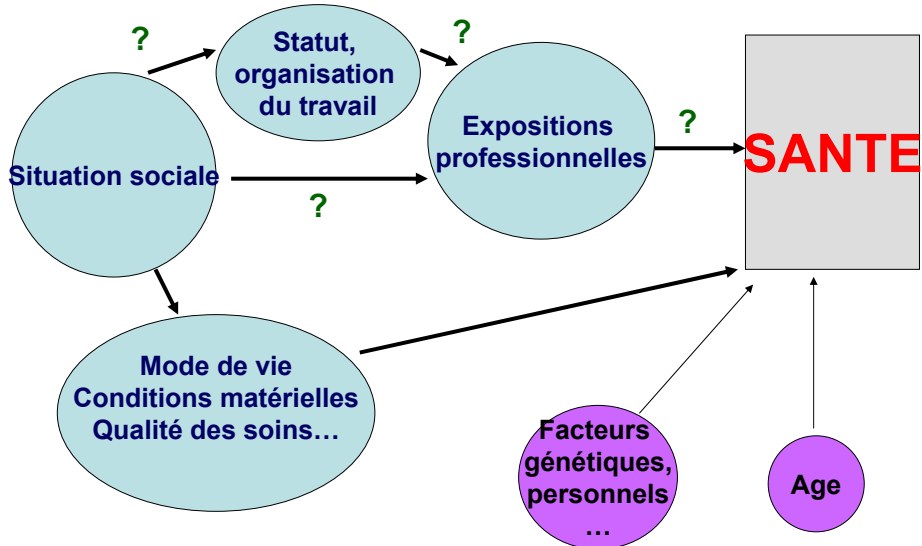 ?
Statut,
organisation
du travail
?
Situation sociale
?
Expositions
professionnelles
?
SANTE
Mode de vie
Conditions matérielles
Qualité des soins…
Facteurs
génétiques,
personnels
…
Age